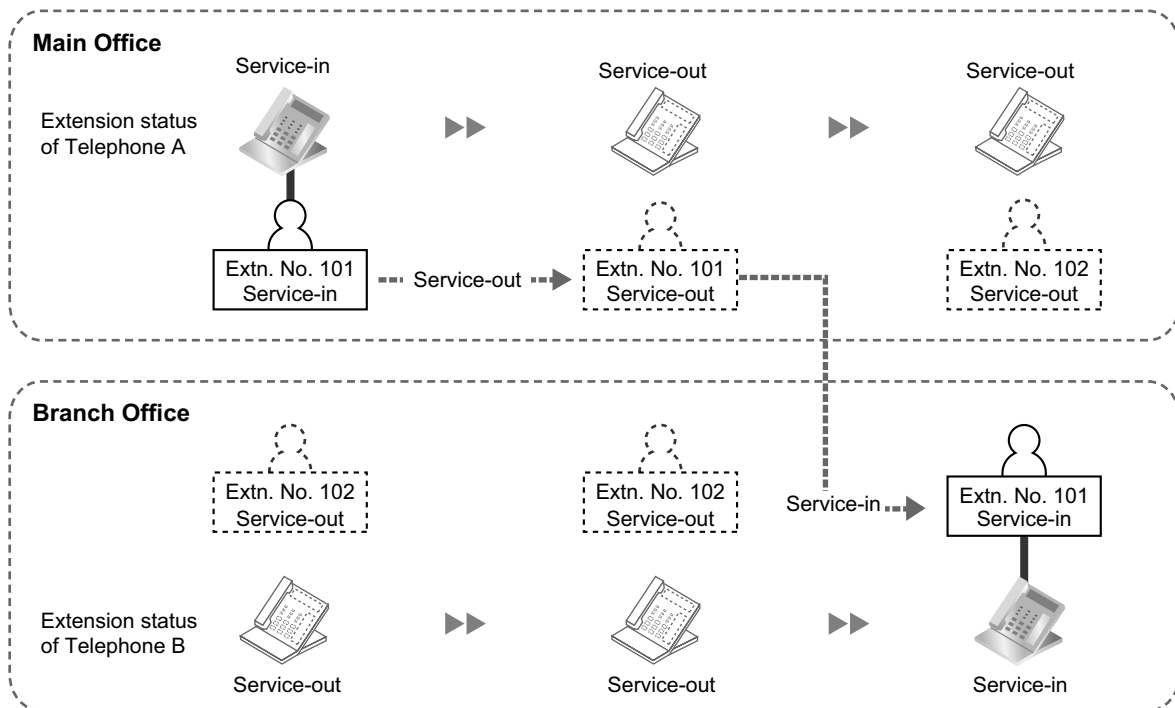 Main Office
Service-in
Service-out
Service-out
Extension status
of Telephone A
Extn. No. 101
Service-in
Service-out
Extn. No. 101
Service-out
Extn. No. 102
Service-out
Branch Office
Extn. No. 102
Service-out
Extn. No. 102
Service-out
Service-in
Extn. No. 101
Service-in
Extension status
of Telephone B
Service-out
Service-out
Service-in